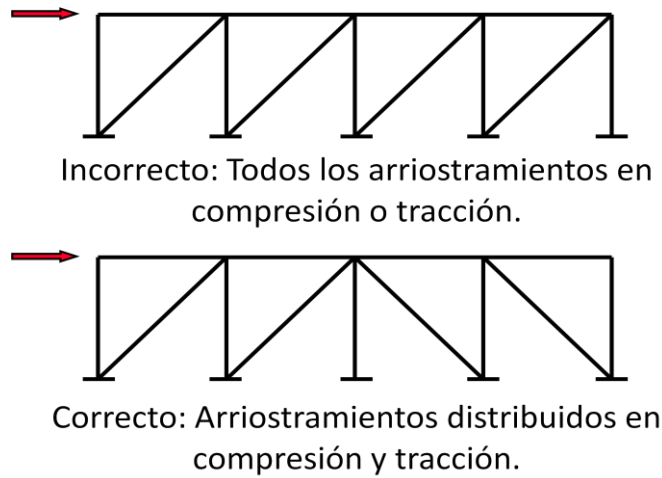 Incorrecto: Todos los arriostramientos en
compresión o tracción.
Correcto: Arriostramientos distribuidos en
compresión y tracción.